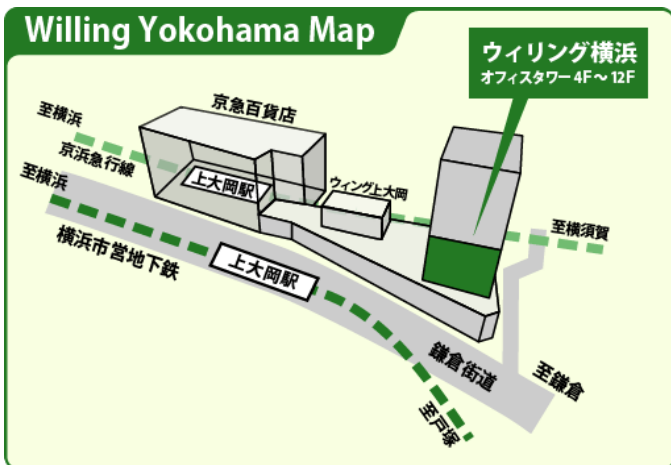 Willing Yokohama Map
ウィリング横浜
オフィスタワー 4F～12F
京急百貨店
至横浜
京浜急行線
上大岡駅
ウィング上大岡
至横浜
至横須賀
横浜市営地下鉄
上大岡駅
鎌倉街道
至鎌倉
至戸塚